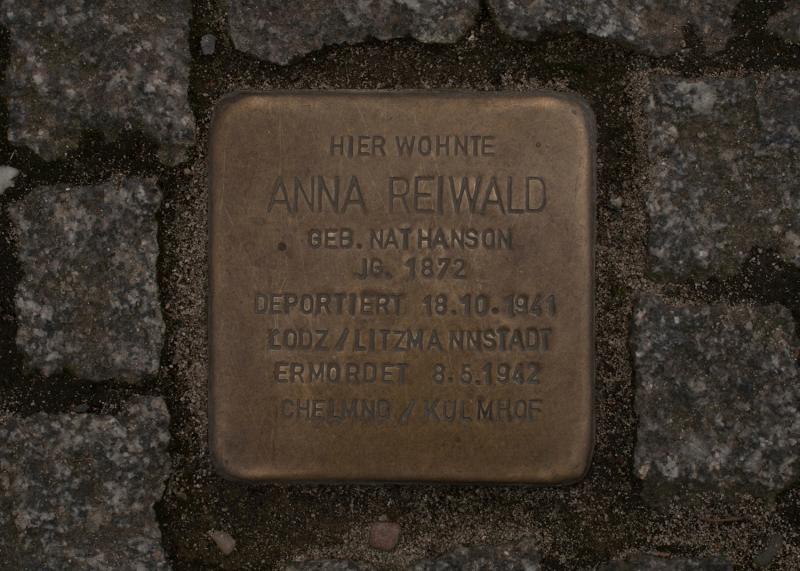 HIER WOHNTE
ANNA REIWALD
GEB. NATHANSON
JG. 1872
DEPORTIERT 18.10.1941
ŁODZ/LITZMANNSTADT
ERMORDET 8.5.1942
CHELMNO/KULMHOF